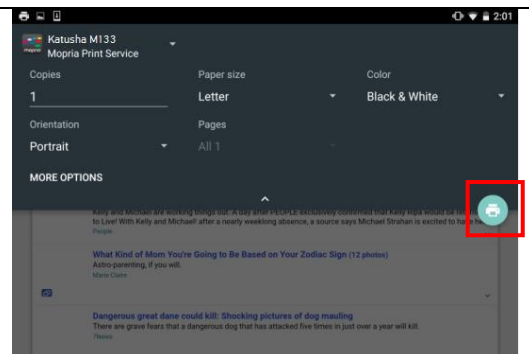 2:01
Katusha M133
mopria Mopria Print Service
Copies Paper size Color
1 Letter Black & White
Orientation Pages
Portrait All 1
MORE OPTIONS
Kelly and Michael are working things out. A day after PEOPLE exclusively confirmed that Kelly Ripa would be
to Live! With Kelly and Michael! after a nearly weeklong absence, a source says Michael Strahan is excited to
People
What Kind of Mom You're Going to Be Based on Your Zodiac Sign (12 photos)
Astro-parenting, if you will.
Marie Claire
Dangerous great dane could kill: Shocking pictures of dog mauling
There are grave fears that a dangerous dog that has attacked five times in just over a year will kill.
7News